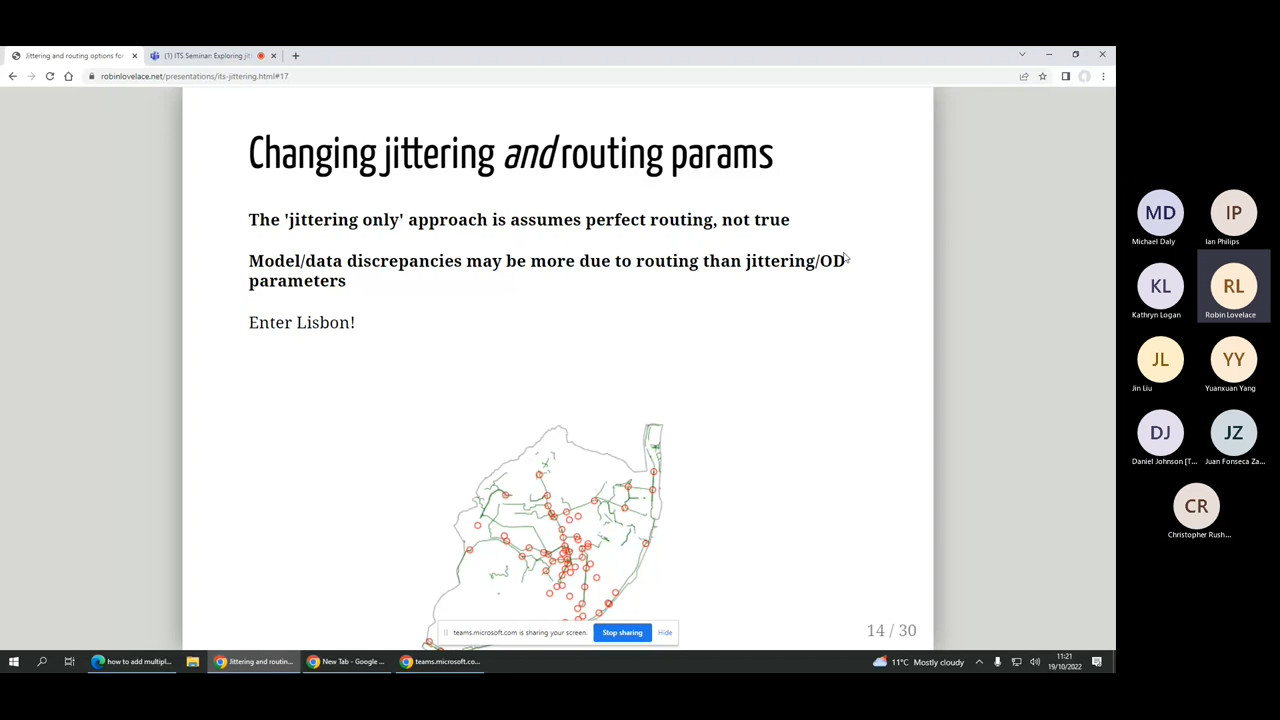 Jittering and routing options for
(1) ITS Seminar: Exploring jit
robinlovelace.net/presentations/its-jittering.html#17
Changing jittering and routing params
The 'jittering only' approach is assumes perfect routing, not true
Model/data discrepancies may be more due to routing than jittering/OD
parameters
Enter Lisbon!
teams.microsoft.com is sharing your screen.
Stop sharing
Hide
14 / 30
MD
Michael Daly
IP
Ian Philips
KL
Kathryn Logan
RL
Robin Lovelace
JL
Jin Liu
YY
Yuanxuan Yang
DJ
Daniel Johnson [T...
JZ
Juan Fonseca Za...
CR
Christopher Rush...
how to add multipl...
Jittering and routin...
New Tab - Google ...
teams.microsoft.co...
11°C Mostly cloudy
11:21
19/10/2022